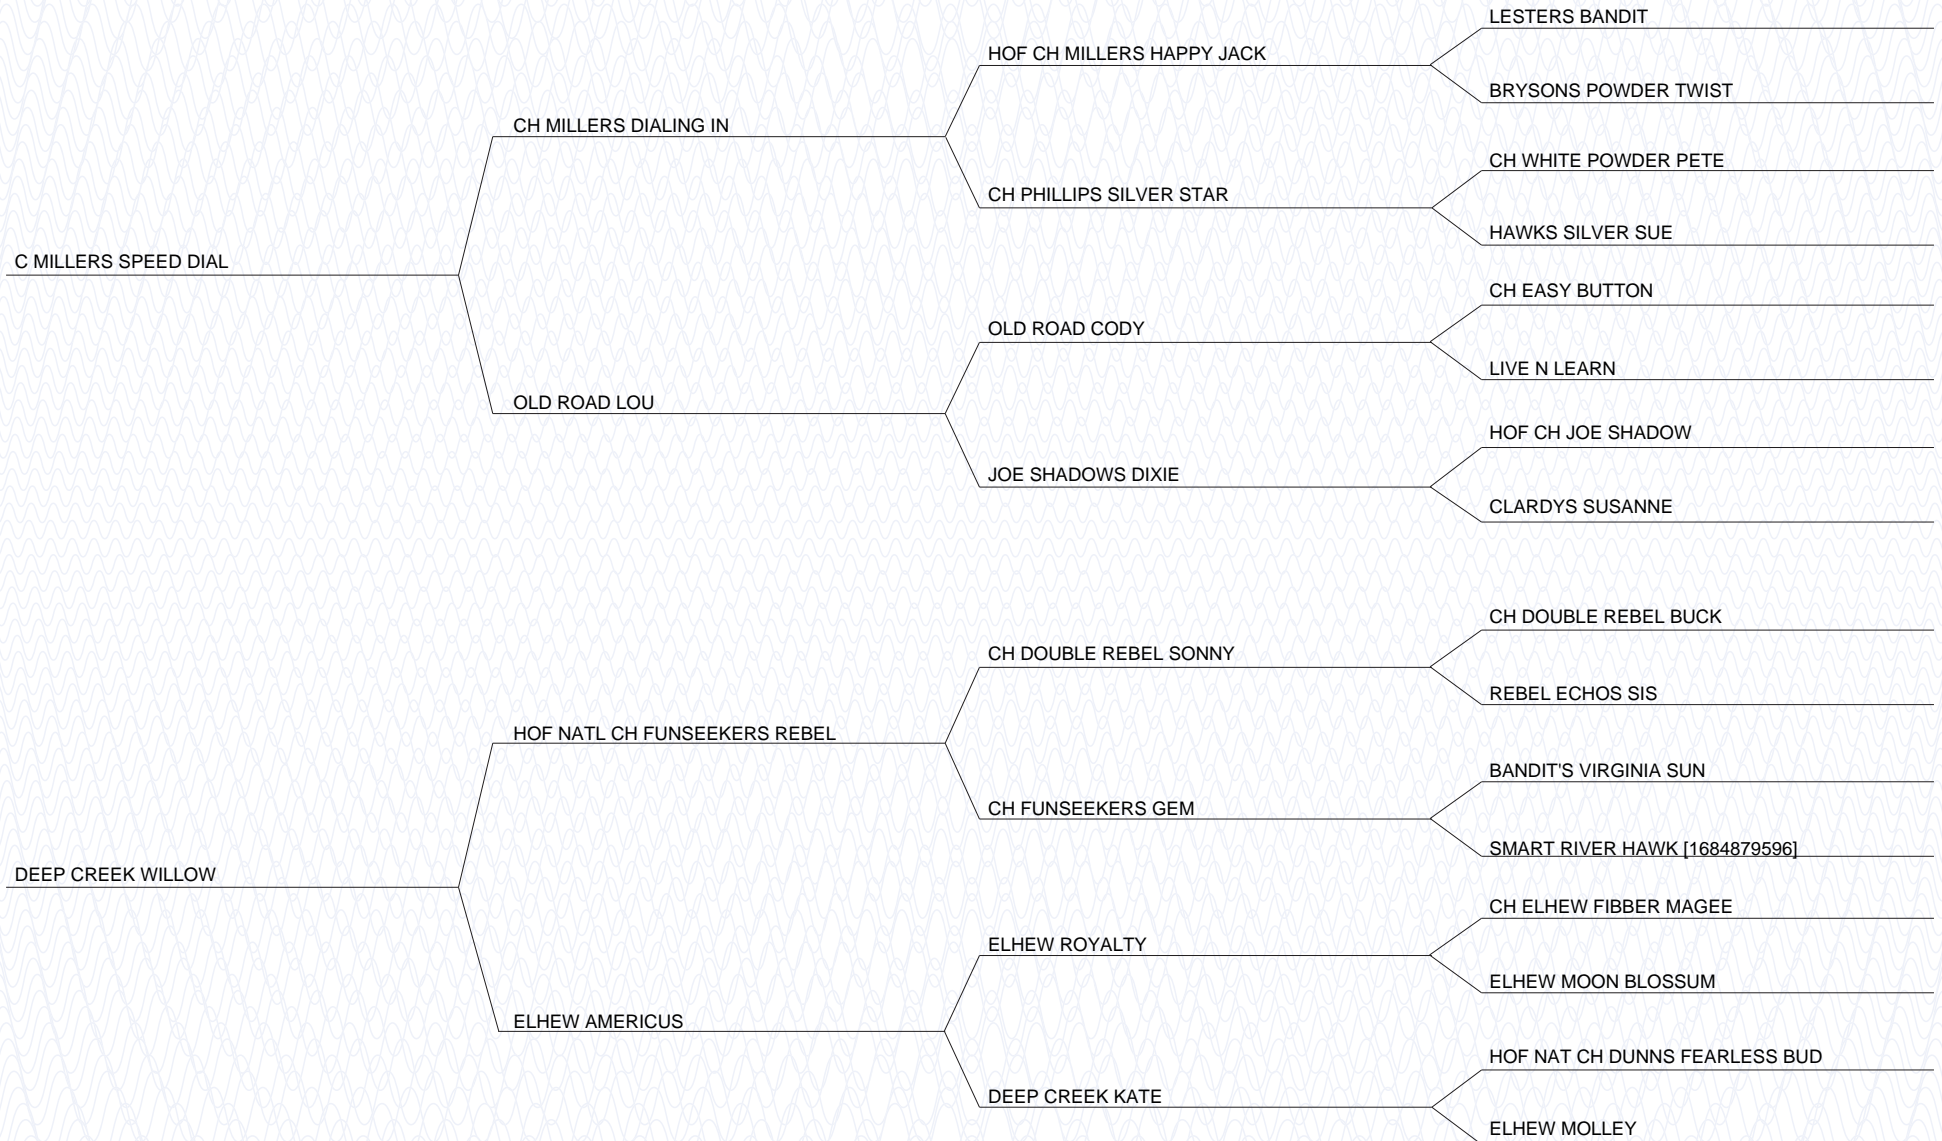 LESTERS BANDIT
HOF CH MILLERS HAPPY JACK
BRYSONS POWDER TWIST
CH MILLERS DIALING IN
CH WHITE POWDER PETE
CH PHILLIPS SILVER STAR
HAWKS SILVER SUE
C MILLERS SPEED DIAL
CH EASY BUTTON
OLD ROAD CODY
LIVE N LEARN
OLD ROAD LOU
HOF CH JOE SHADOW
JOE SHADOWS DIXIE
CLARDYS SUSANNE
CH DOUBLE REBEL BUCK
CH DOUBLE REBEL SONNY
REBEL ECHOS SIS
HOF NATL CH FUNSEEKERS REBEL
BANDIT'S VIRGINIA SUN
CH FUNSEEKERS GEM
SMART RIVER HAWK [1684879596]
DEEP CREEK WILLOW
CH ELHEW FIBBER MAGEE
ELHEW ROYALTY
ELHEW MOON BLOSSUM
ELHEW AMERICUS
HOF NAT CH DUNNS FEARLESS BUD
DEEP CREEK KATE
ELHEW MOLLEY